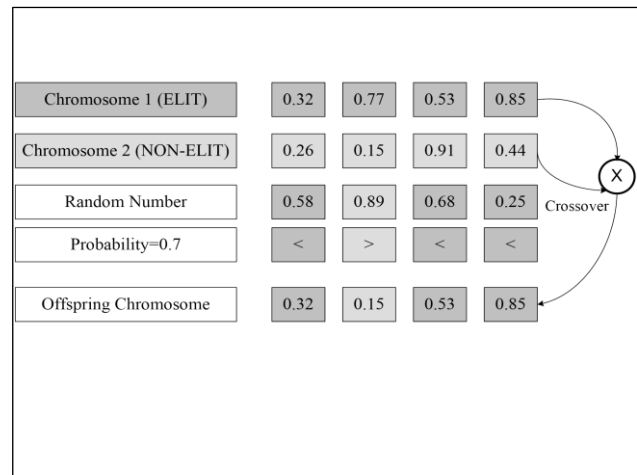 Chromosome 1 (ELIT) 0.32 0.77 0.53 0.85
Chromosome 2 (NON-ELIT) 0.26 0.15 0.91 0.44
X
Random Number 0.58 0.89 0.68 0.25 Crossover
Probability=0.7 < > < <
Offspring Chromosome 0.32 0.15 0.53 0.85